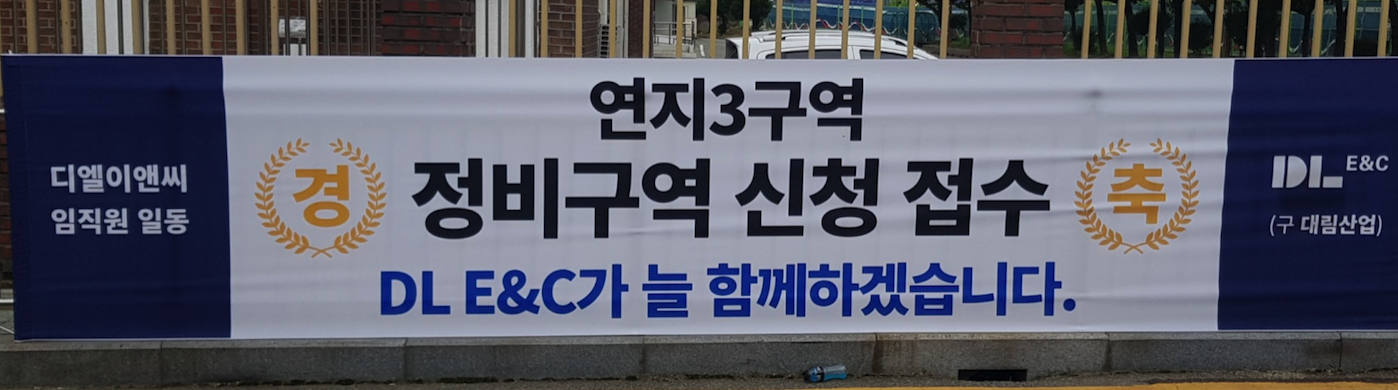 디엘이앤씨
임직원 일동
경
연지3구역
정비구역 신청 접수
DL E&C가 늘 함께하겠습니다.
축
DL E&C
(구 대림산업)